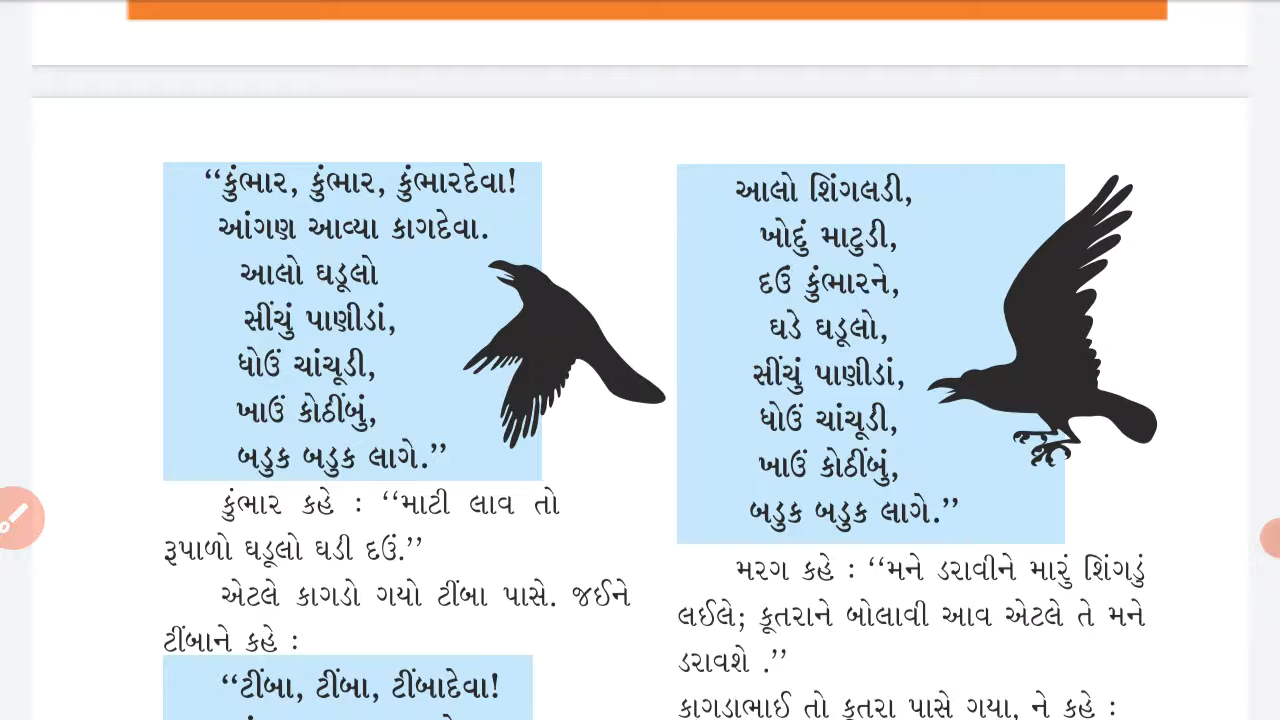 “કુંભાર, કુંભાર, કુંભારદેવા!
આંગણ આવ્યા કાગદેવા.
આલો ઘડૂલો
સીંચું પાણીડાં,
ધોઉં ચાંચૂડી,
ખાઉં કોઠીંબું,
બડુક બડુક લાગે.”
કુંભાર કહે : “માટી લાવ તો
રૂપાળો ઘડૂલો ઘડી દઉં.”
એટલે કાગડો ગયો ટીંબા પાસે. જઈને
ટીંબાને કહે :
“ટીંબા, ટીંબા, ટીંબાદેવા!
આલો શિંગલડી,
ખોદું માટુડી,
દઉં કુંભારને,
ઘડે ઘડૂલો,
સીંચું પાણીડાં,
ધોઉં ચાંચૂડી,
ખાઉં કોઠીંબું,
બડુક બડુક લાગે.”
મરગ કહે : “મને ડરાવીને મારું શિંગડું
લઈલે; કૂતરાને બોલાવી આવ એટલે તે મને
ડરાવશે .”
કાગડાભાઈ તો કૂતરા પાસે ગયા, ને કહે :